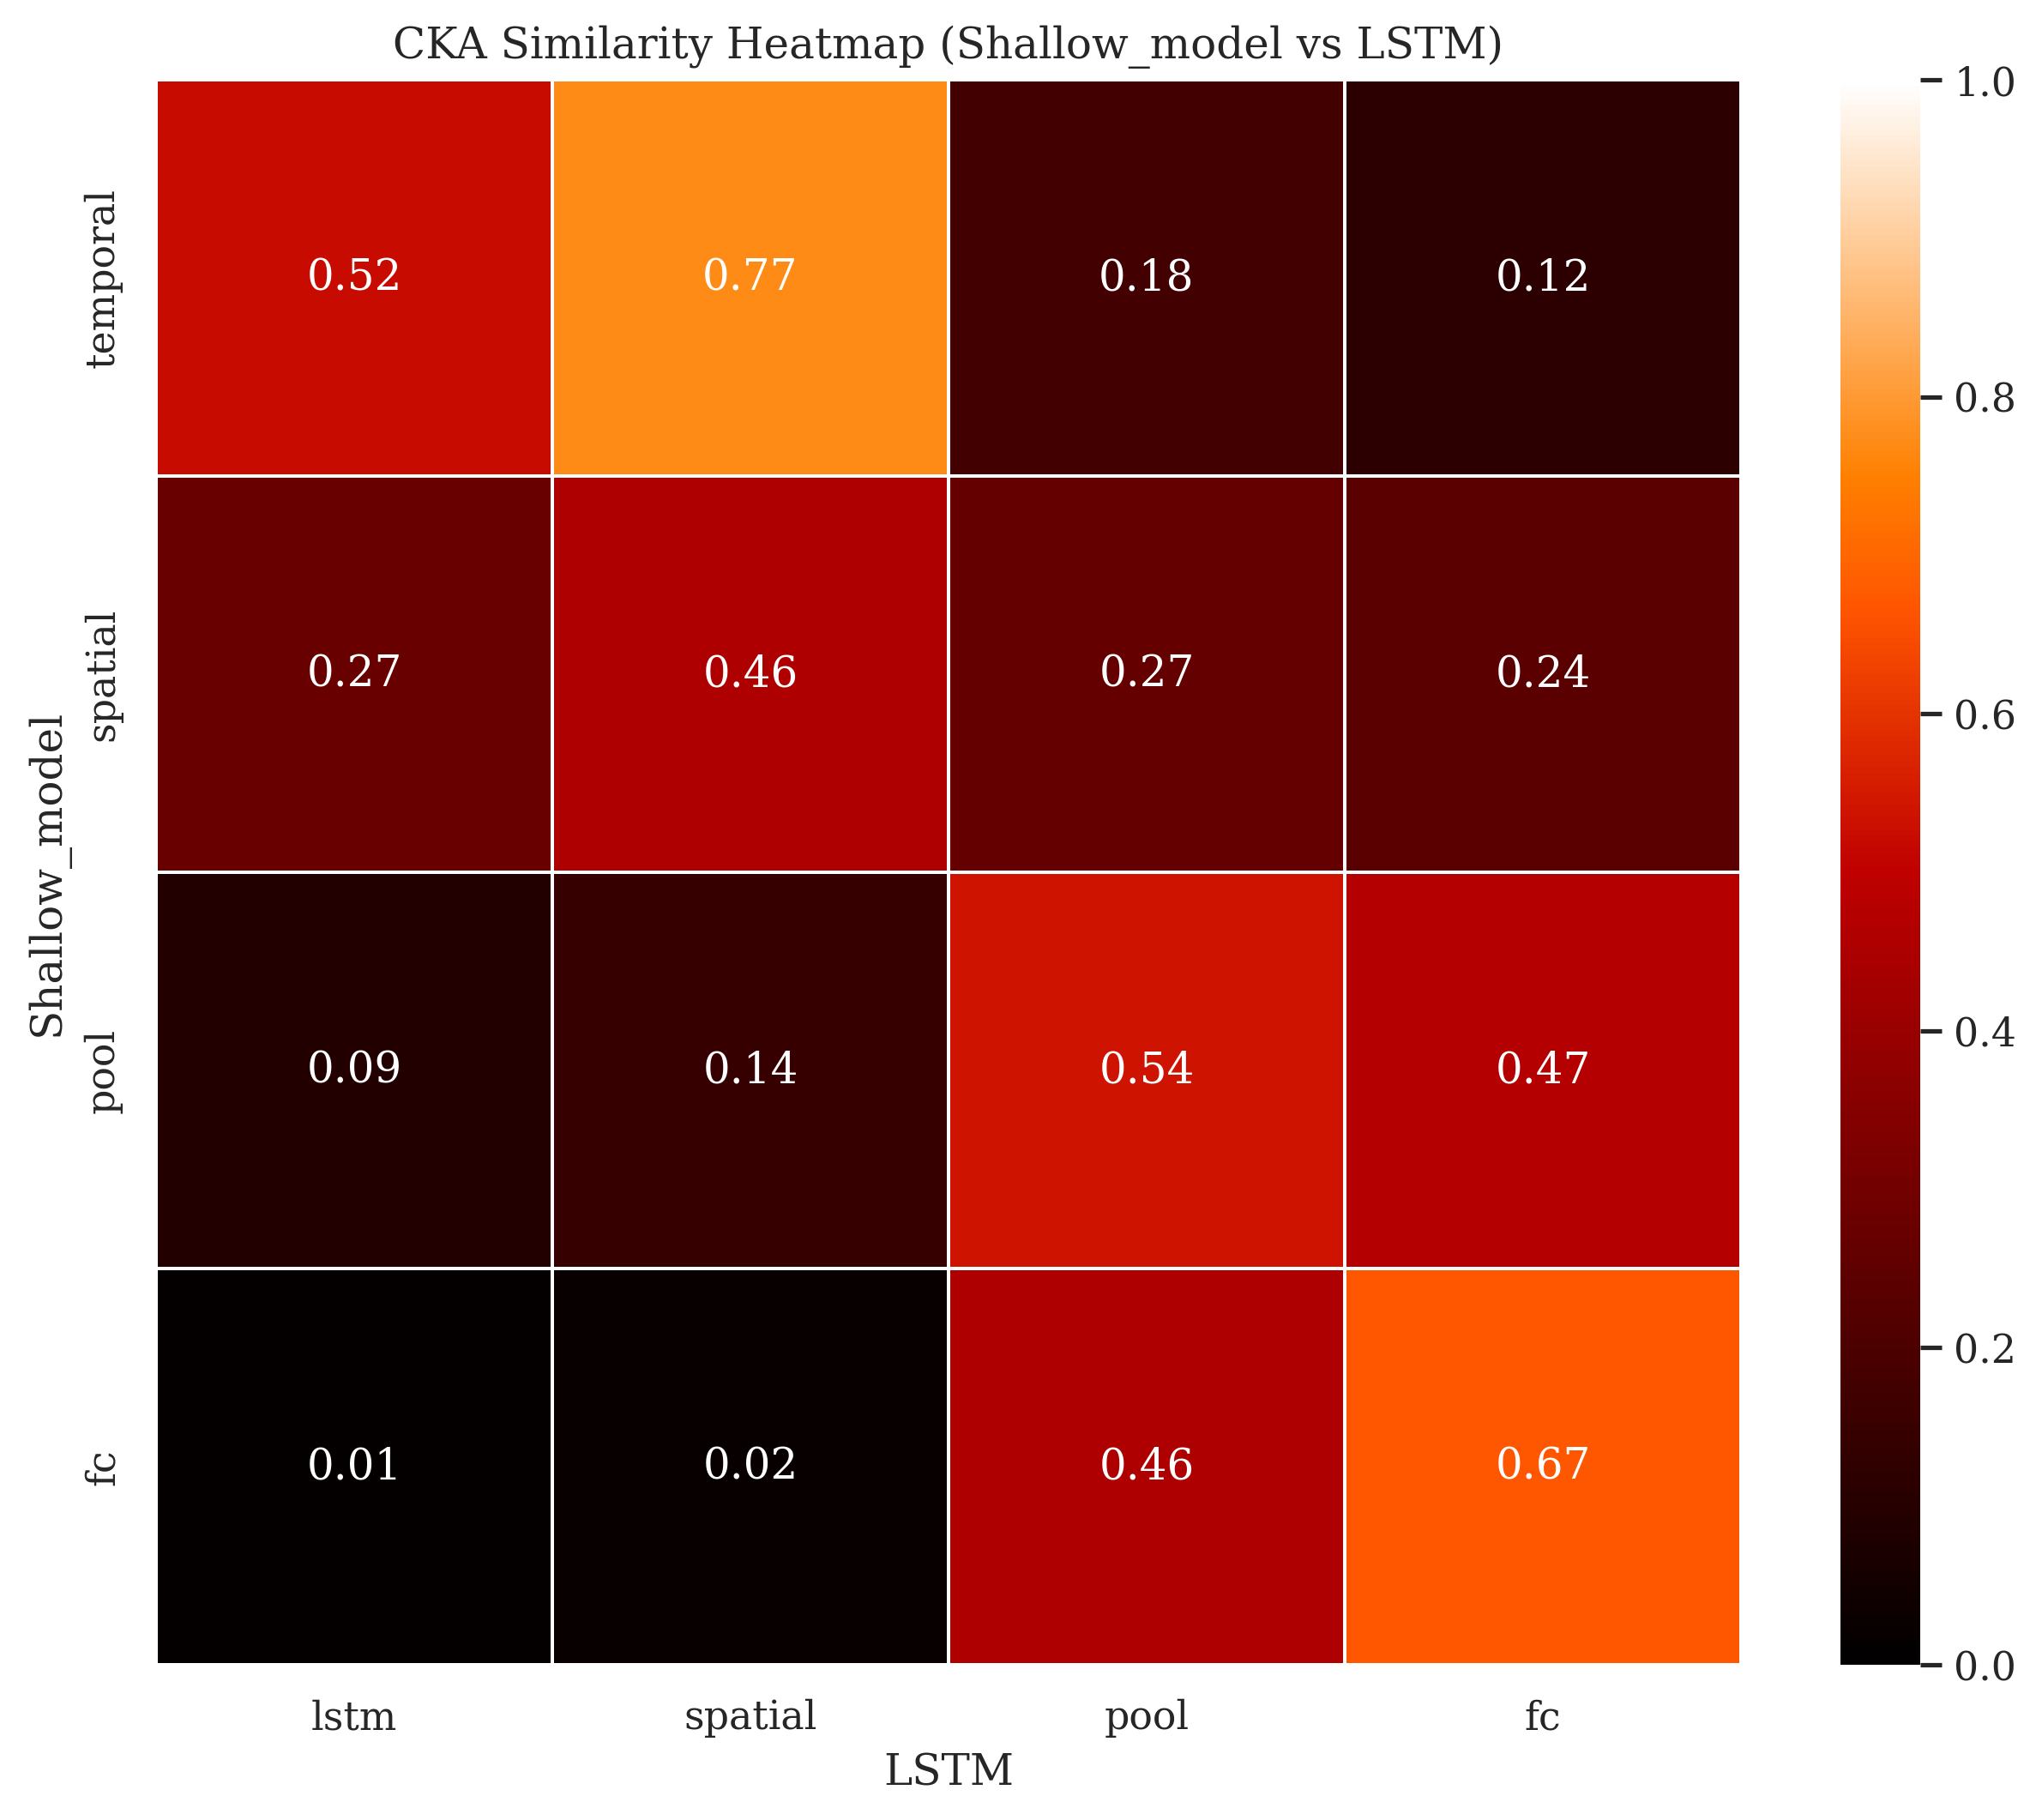 CKA Similarity Heatmap (Shallow_model vs LSTM)
Shallow_model
temporal
0.52 0.77 0.18 0.12
spatial
0.27 0.46 0.27 0.24
pool
0.09 0.14 0.54 0.47
fc
0.01 0.02 0.46 0.67
lstm spatial pool fc
LSTM
1.0
0.8
0.6
0.4
0.2
0.0